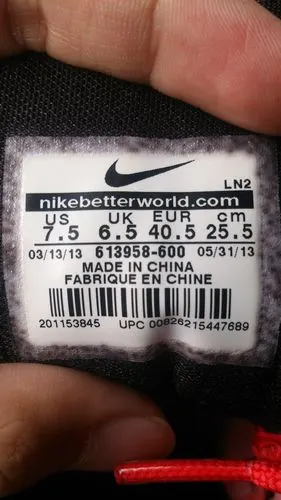 LN2
nikebetterworld.com
US UK EUR cm
7.5 6.5 40.5 25.5
03/13/13 613958-600 05/31/13
MADE IN CHINA
FABRIQUE EN CHINE
201153845 UPC 00826215447689